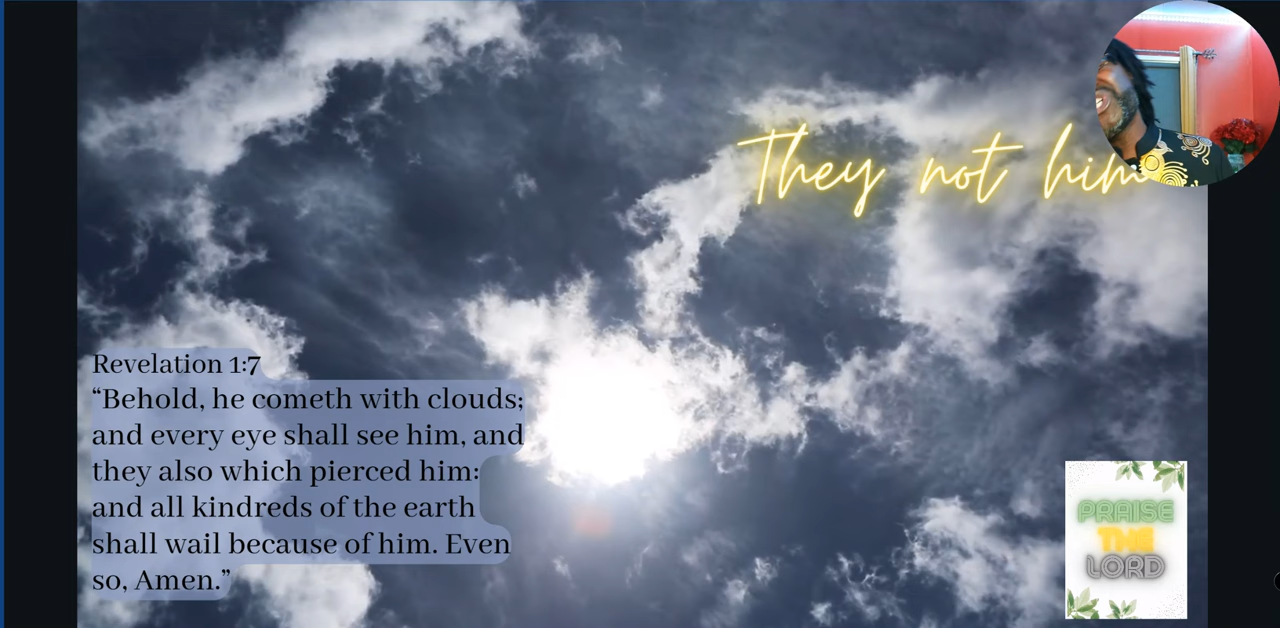 They not him
Revelation 1:7
“Behold, he cometh with clouds;
and every eye shall see him, and
they also which pierced him:
and all kindreds of the earth
shall wail because of him. Even
so, Amen.”
PRAISE
THE
LORD